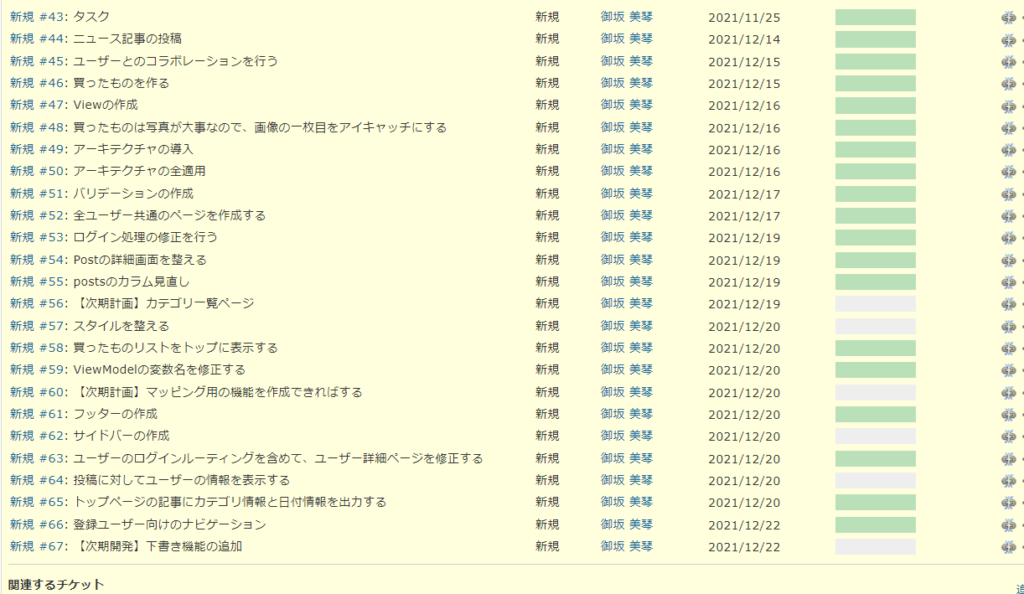 新規 #43: タスク 新規 御坂 美琴 2021/11/25
新規 #44: ニュース記事の投稿 新規 御坂 美琴 2021/12/14
新規 #45: ユーザーとのコラボレーションを行う 新規 御坂 美琴 2021/12/15
新規 #46: 買ったものを作る 新規 御坂 美琴 2021/12/15
新規 #47: Viewの作成 新規 御坂 美琴 2021/12/16
新規 #48: 買ったものは写真が大事なので、画像の一枚目をアイキャッチにする 新規 御坂 美琴 2021/12/16
新規 #49: アーキテクチャの導入 新規 御坂 美琴 2021/12/16
新規 #50: アーキテクチャの全適用 新規 御坂 美琴 2021/12/16
新規 #51: バリデーションの作成 新規 御坂 美琴 2021/12/17
新規 #52: 全ユーザー共通のページを作成する 新規 御坂 美琴 2021/12/17
新規 #53: ログイン処理の修正を行う 新規 御坂 美琴 2021/12/19
新規 #54: Postの詳細画面を整える 新規 御坂 美琴 2021/12/19
新規 #55: postsのカラム見直し 新規 御坂 美琴 2021/12/19
新規 #56: 【次期計画】カテゴリ一覧ページ 新規 御坂 美琴 2021/12/19
新規 #57: スタイルを整える 新規 御坂 美琴 2021/12/20
新規 #58: 買ったものリストをトップに表示する 新規 御坂 美琴 2021/12/20
新規 #59: ViewModelの変数名を修正する 新規 御坂 美琴 2021/12/20
新規 #60: 【次期計画】マッピング用の機能を作成できればする 新規 御坂 美琴 2021/12/20
新規 #61: フッターの作成 新規 御坂 美琴 2021/12/20
新規 #62: サイドバーの作成 新規 御坂 美琴 2021/12/20
新規 #63: ユーザーのログインルーティングを含めて、ユーザー詳細ページを修正する 新規 御坂 美琴 2021/12/20
新規 #64: 投稿に対してユーザーの情報を表示する 新規 御坂 美琴 2021/12/20
新規 #65: トップページの記事にカテゴリ情報と日付情報を出力する 新規 御坂 美琴 2021/12/20
新規 #66: 登録ユーザー向けのナビゲーション 新規 御坂 美琴 2021/12/22
新規 #67: 【次期開発】下書き機能の追加 新規 御坂 美琴 2021/12/22
関連するチケット